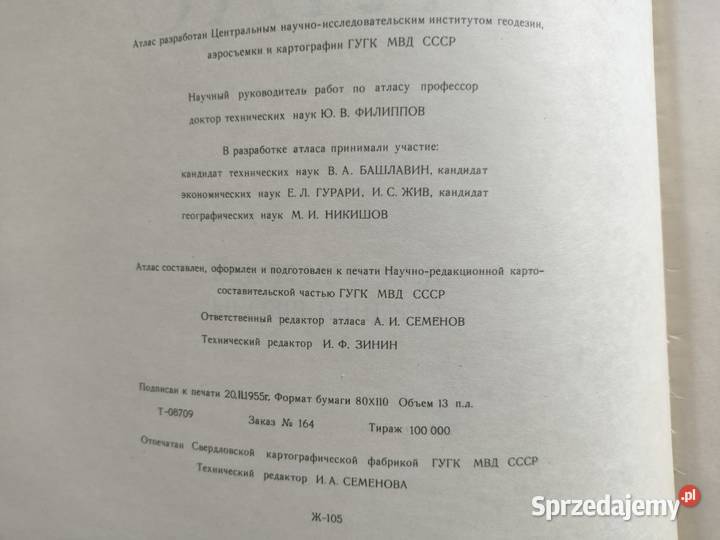 Атлас разработан Центральным научно-исследовательским институтом геодезии,
аэросъемки и картографии ГУГК МВД СССР
Научный руководитель работ по атласу профессор
доктор технических наук Ю. В. ФИЛИППОВ
В разработке атласа принимали участие:
кандидат технических наук В. А. БАШЛАВИН, кандидат
экономических наук Е. Л. ГУРАРИ, И. С. ЖИВ, кандидат
географических наук М. И. НИКИШОВ
Атлас составлен, оформлен и подготовлен к печати Научно-редакционной карто-
составительской частью ГУГК МВД СССР
Ответственный редактор атласа А. И. СЕМЕНОВ
Технический редактор И. Ф. ЗИНИН
Подписан к печати 20.III.1955г. Формат бумаги 80X110 Объем 13 п.л.
Т-08709 Заказ № 164 Тираж 100 000
Отпечатан Свердловской картографической фабрикой ГУГК МВД СССР
Технический редактор И. А. СЕМЕНОВА
Ж-105
Sprzedajemy.pl